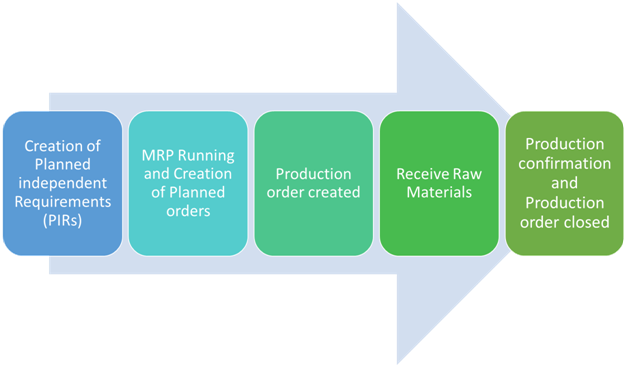 Creation of
Planned
independent
Requirements
(PIRs)
MRP Running
and Creation
of Planned
orders
Production
order created
Receive Raw
Materials
Production
confirmation
and
Production
order closed